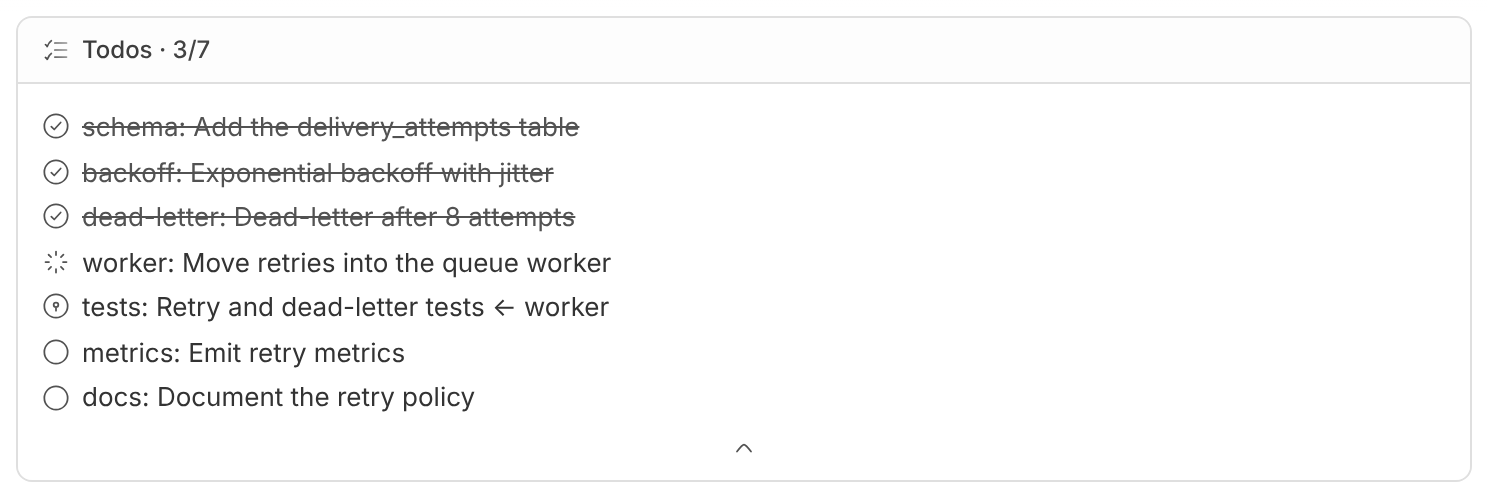 Todos · 3/7
schema: Add the delivery_attempts table
backoff: Exponential backoff with jitter
dead-letter: Dead-letter after 8 attempts
worker: Move retries into the queue worker
tests: Retry and dead-letter tests ← worker
metrics: Emit retry metrics
docs: Document the retry policy